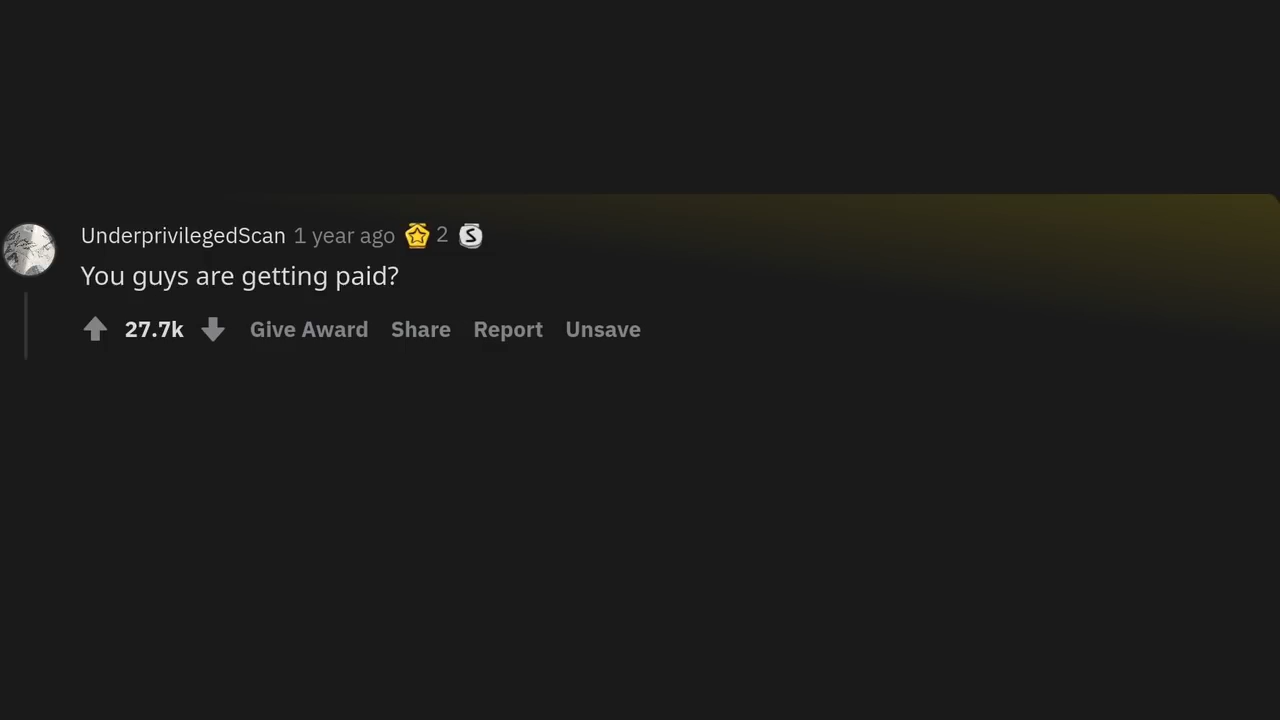 UnderprivilegedScan 1 year ago 2 S
You guys are getting paid?
27.7k Give Award Share Report Unsave